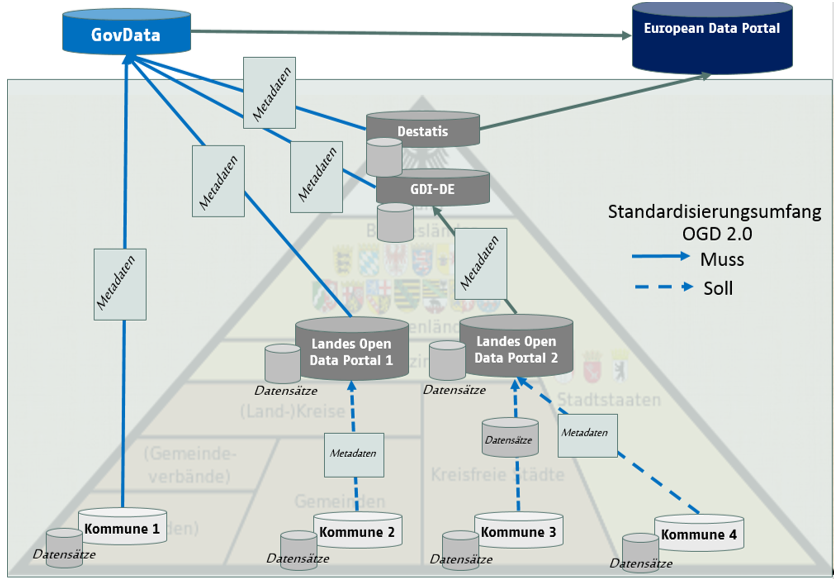 GovData
European Data Portal
Metadaten
Destatis
Metadaten
Metadaten
GDI-DE
Standardisierungsumfang
OGD 2.0
Muss
Soll
Metadaten
Metadaten
Landes Open
Data Portal 1
Landes Open
Data Portal 2
Datensätze
Datensätze
Stadtstaaten
(Land-)Kreise
Metadaten
Datensätze
Metadaten
(Gemeinde-
verbände)
Kreisfreie Städte
Gemeinden
Kommune 1
Kommune 2
Kommune 3
Kommune 4
Datensätze
Datensätze
Datensätze
Datensätze